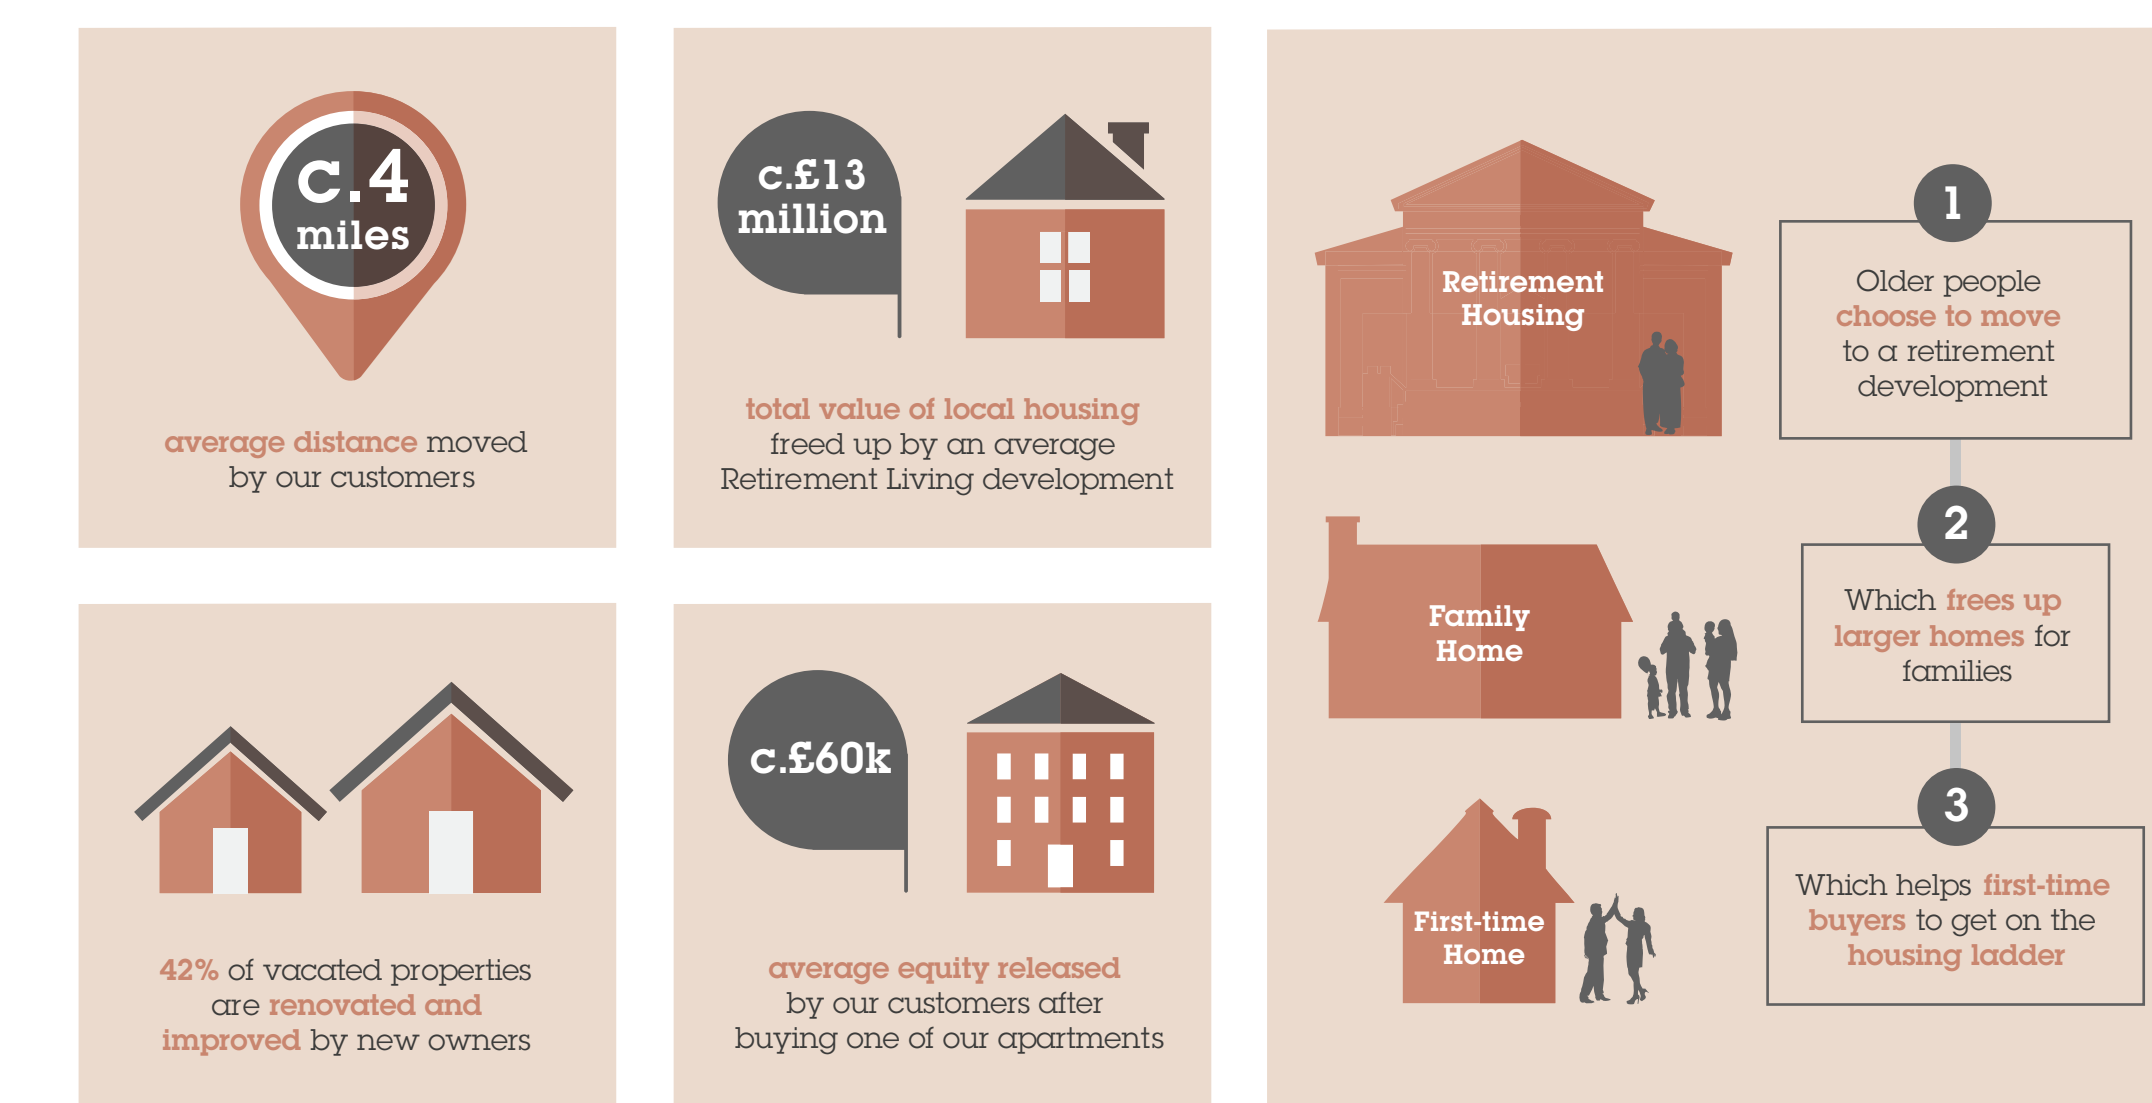 c.4
miles
average distance moved
by our customers
c.£13
million
total value of local housing
freed up by an average
Retirement Living development
42% of vacated properties
are renovated and
improved by new owners
c.£60k
average equity released
by our customers after
buying one of our apartments
Retirement
Housing
1
Older people
choose to move
to a retirement
development
Family
Home
2
Which frees up
larger homes for
families
First-time
Home
3
Which helps first-time
buyers to get on the
housing ladder